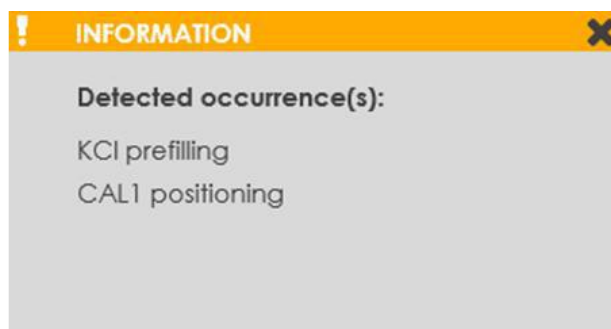 ! INFORMATION
Detected occurrence(s):
KCl prefilling
CAL1 positioning